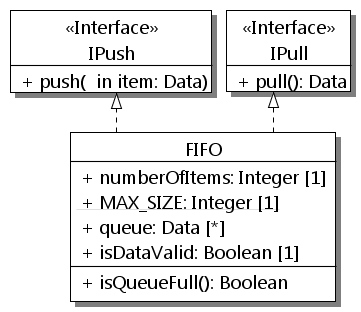 «Interface»
IPush
+ push( in item: Data)
«Interface»
IPull
+ pull(): Data
FIFO
+ numberOfItems: Integer [1]
+ MAX_SIZE: Integer [1]
+ queue: Data [*]
+ isDataValid: Boolean [1]
+ isQueueFull(): Boolean